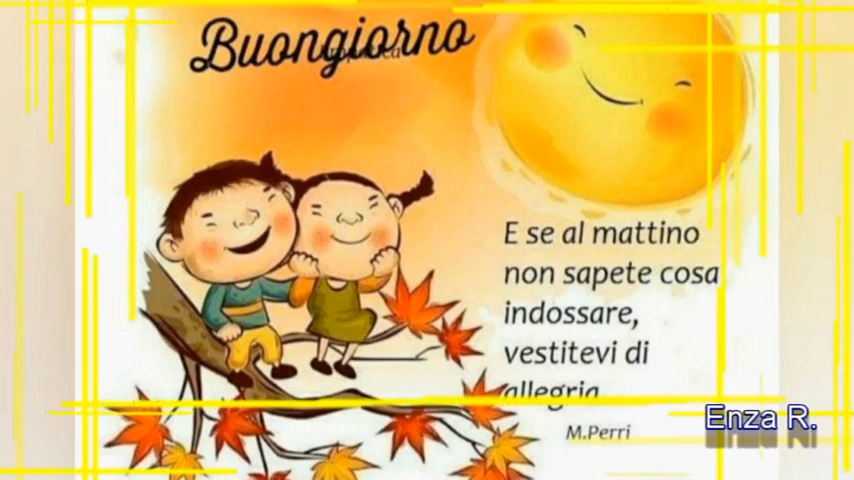 Buongiorno
E se al mattino
non sapete cosa
indossare,
vestitevi di
allegria
M.Perri
Enza R.